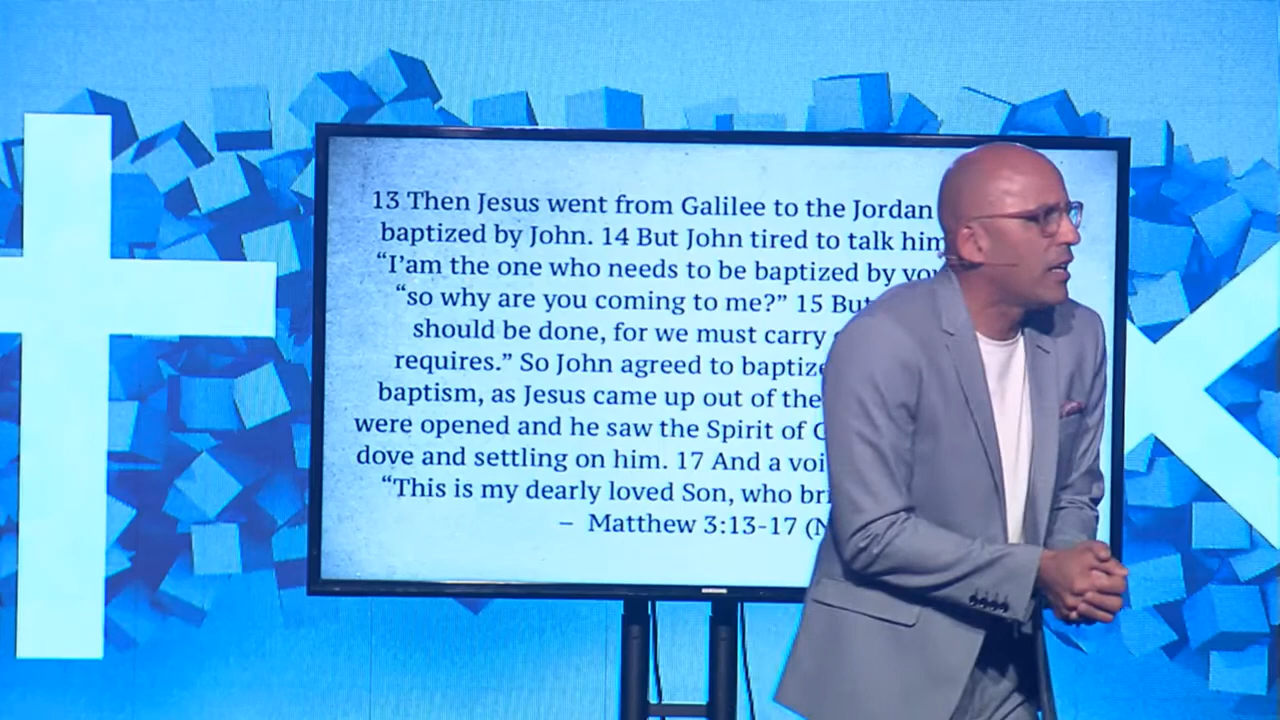 13 Then Jesus went from Galilee to the Jordan
baptized by John. 14 But John tired to talk him
“I’am the one who needs to be baptized by
“so why are you coming to me?” 15 But
should be done, for we must carry
requires.” So John agreed to
baptism, as Jesus came up out of the
were opened and he saw the Spirit of
dove and settling on him. 17 And a
“This is my dearly loved Son, who
– Matthew 3:13-17